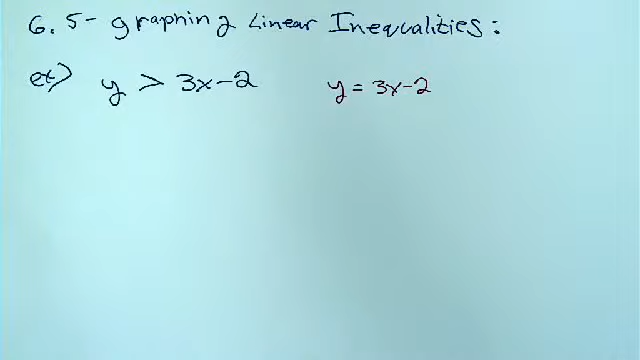 6.5- graphing Linear Inequalities:
ex) y > 3x-2 y = 3x-2